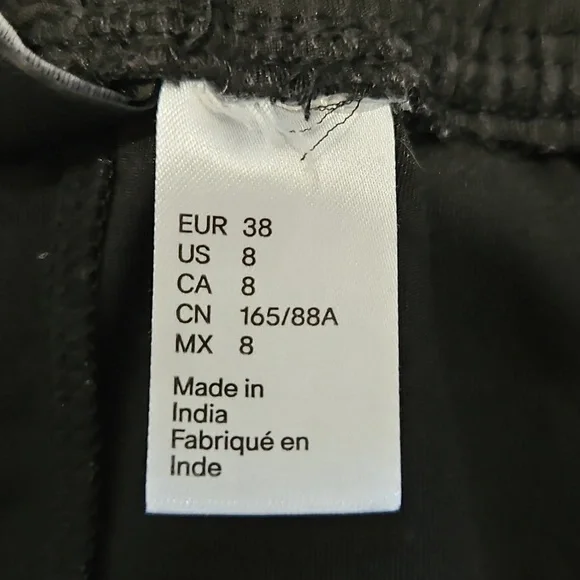 EUR 38
US 8
CA 8
CN 165/88A
MX 8
Made in
India
Fabriqué en
Inde